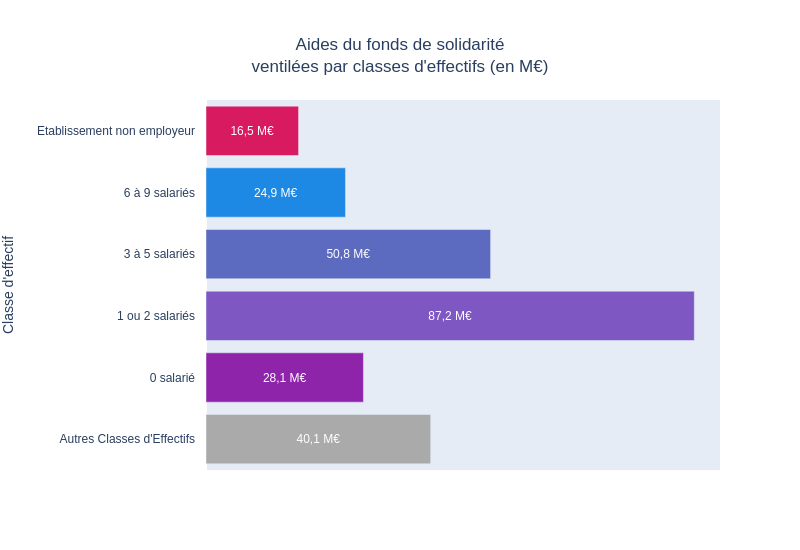 Aides du fonds de solidarité
ventilées par classes d'effectifs (en M€)
Classe d'effectif
Etablissement non employeur
16,5 M€
6 à 9 salariés
24,9 M€
3 à 5 salariés
50,8 M€
1 ou 2 salariés
87,2 M€
0 salarié
28,1 M€
Autres Classes d'Effectifs
40,1 M€